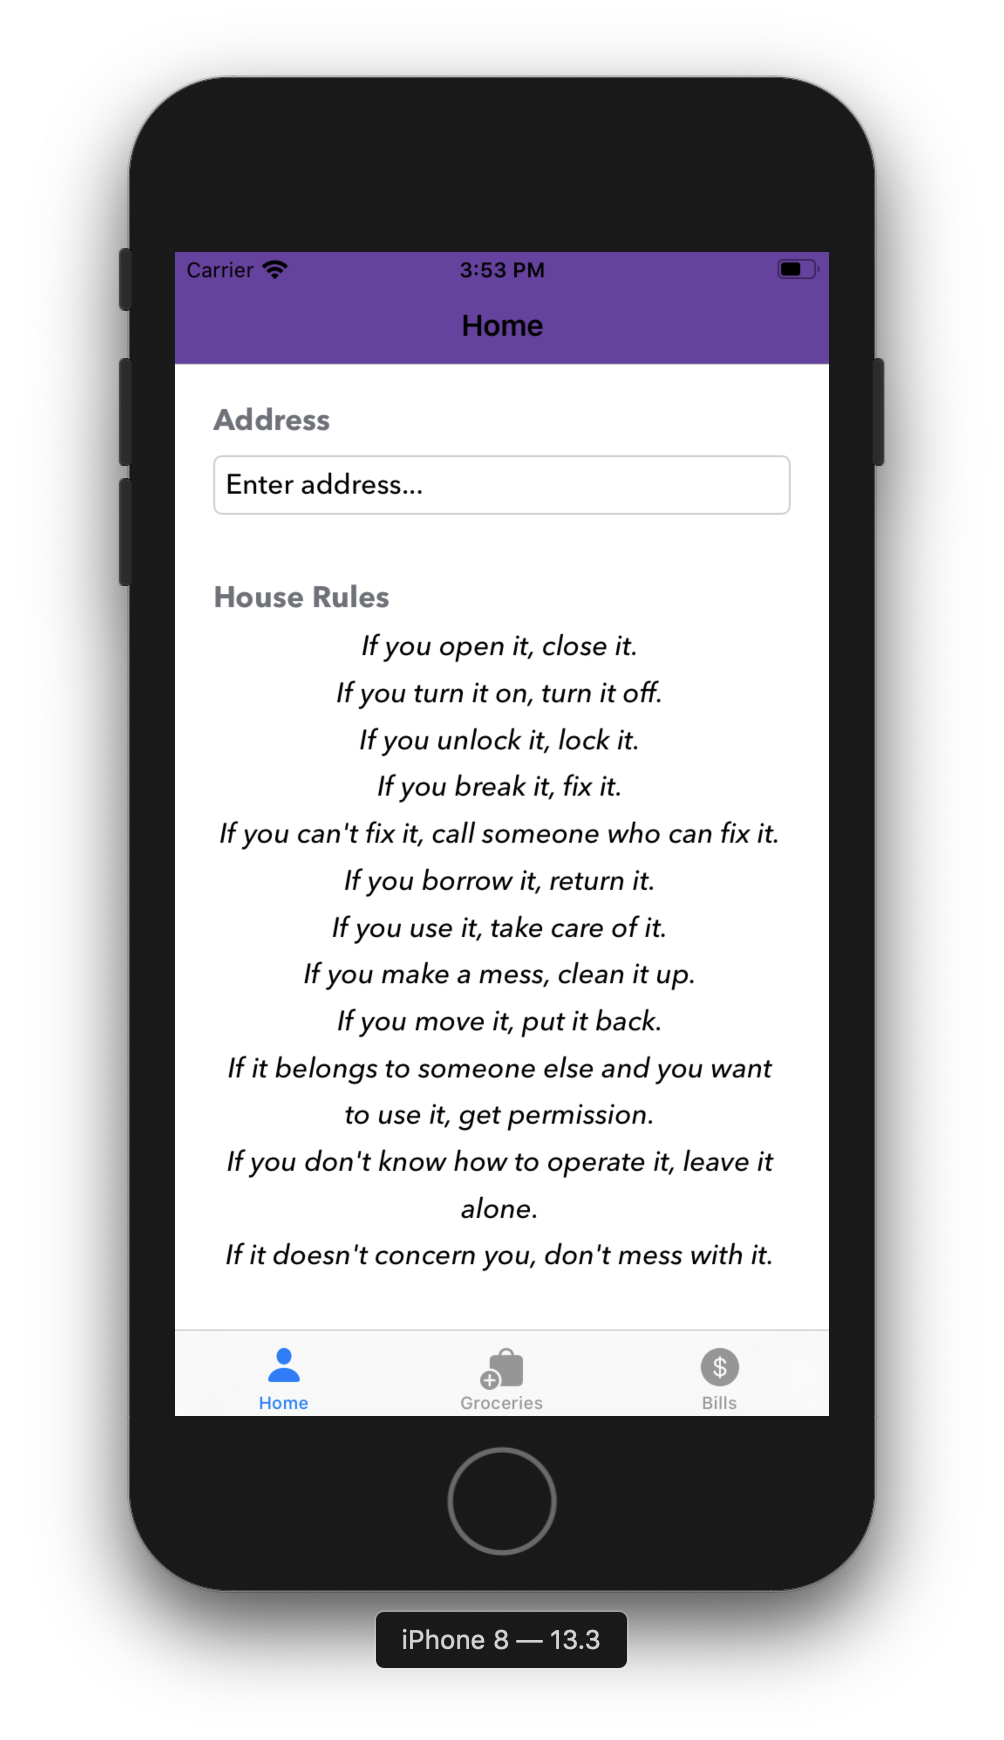 Carrier 3:53 PM
Home
Address
Enter address...
House Rules
If you open it, close it.
If you turn it on, turn it off.
If you unlock it, lock it.
If you break it, fix it.
If you can't fix it, call someone who can fix it.
If you borrow it, return it.
If you use it, take care of it.
If you make a mess, clean it up.
If you move it, put it back.
If it belongs to someone else and you want
to use it, get permission.
If you don't know how to operate it, leave it
alone.
If it doesn't concern you, don't mess with it.
Home Groceries Bills
iPhone 8 — 13.3